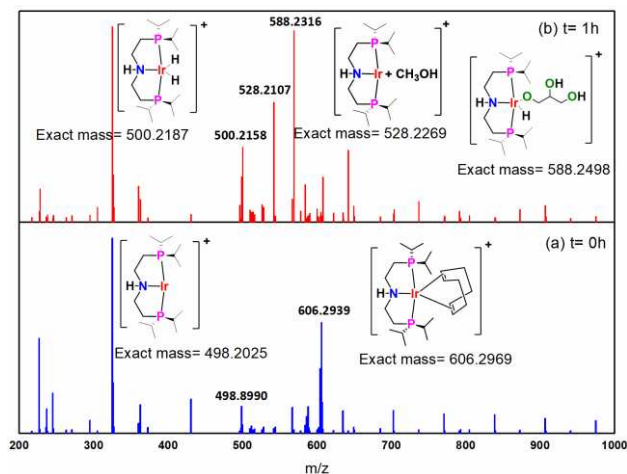 588.2316
(b) t= 1h
+
+
+
P
H
H-N-Ir
H
P
528.2107
P
H-N Ir + CH₃OH
P
500.2158
P
OH
O
OH
H-N-Ir
H
P
Exact mass= 500.2187
Exact mass= 528.2269
Exact mass= 588.2498
(a) t= 0h
+
+
P
H-N-Ir
P
P
H-N-Ir
P
606.2939
Exact mass= 498.2025
Exact mass= 606.2969
498.8990
200 300 400 500 600 700 800 900 1000
m/z